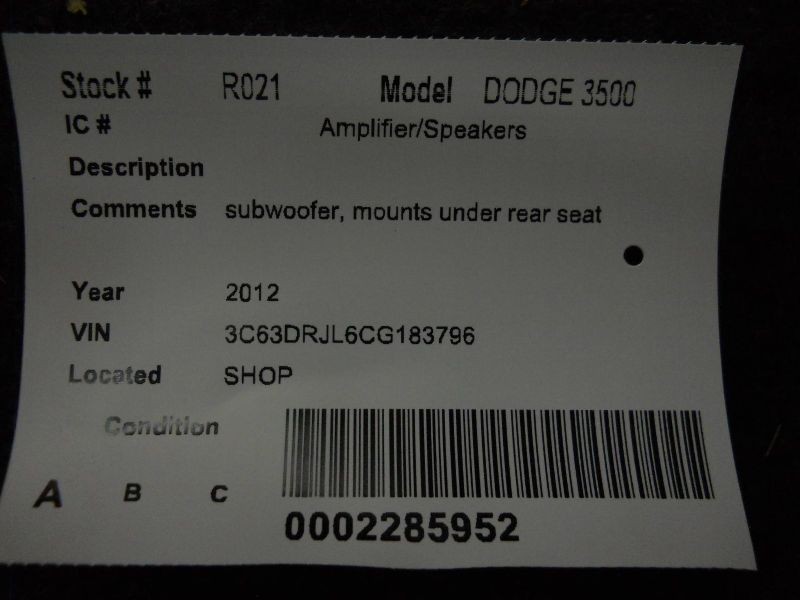 Stock # R021 Model DODGE 3500
IC # Amplifier/Speakers
Description
Comments subwoofer, mounts under rear seat
Year 2012
VIN 3C63DRJL6CG183796
Located SHOP
Condition
A B C
0002285952